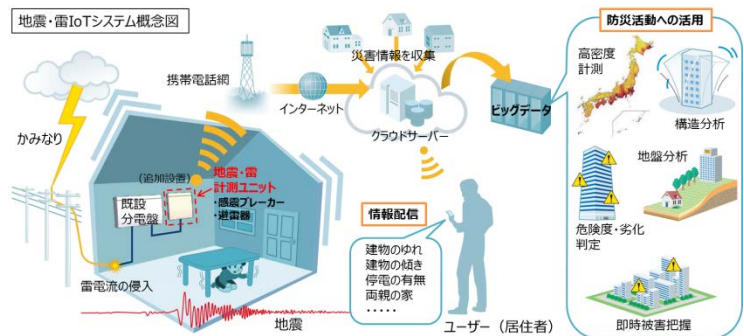 地震・雷IoTシステム概念図
防災活動への活用
災害情報を収集
高密度
計測
携帯電話網
インターネット
クラウドサーバー
ビッグデータ
構造分析
かみなり
(追加設置)
地震・雷
計測ユニット
・感震ブレーカー
・避雷器
既設
分電盤
地盤分析
情報配信
危険度・劣化
判定
建物のゆれ
建物の傾き
停電の有無
両親の家
・・・・・
雷電流の侵入
地震
ユーザー(居住者)
即時被害把握